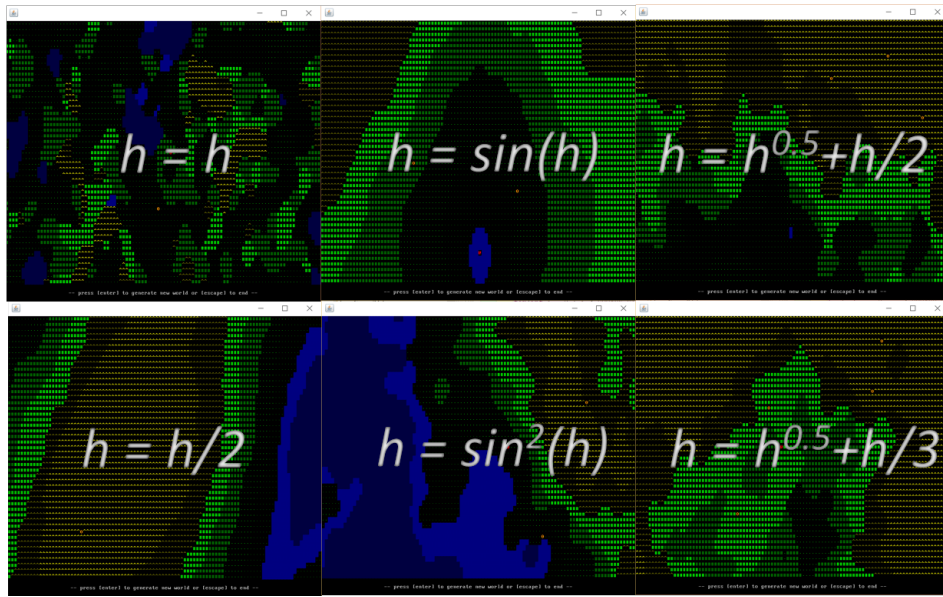 h = h
h = sin(h)
h = h^0.5+h/2
-- press [enter] to generate new world or [escape] to end --
-- press [enter] to generate new world or [escape] to end --
-- press [enter] to generate new world or [escape] to end --
h = h/2
h = sin²(h)
h = h^0.5+h/3
-- press [enter] to generate new world or [escape] to end --
-- press [enter] to generate new world or [escape] to end --
-- press [enter] to generate new world or [escape] to end --